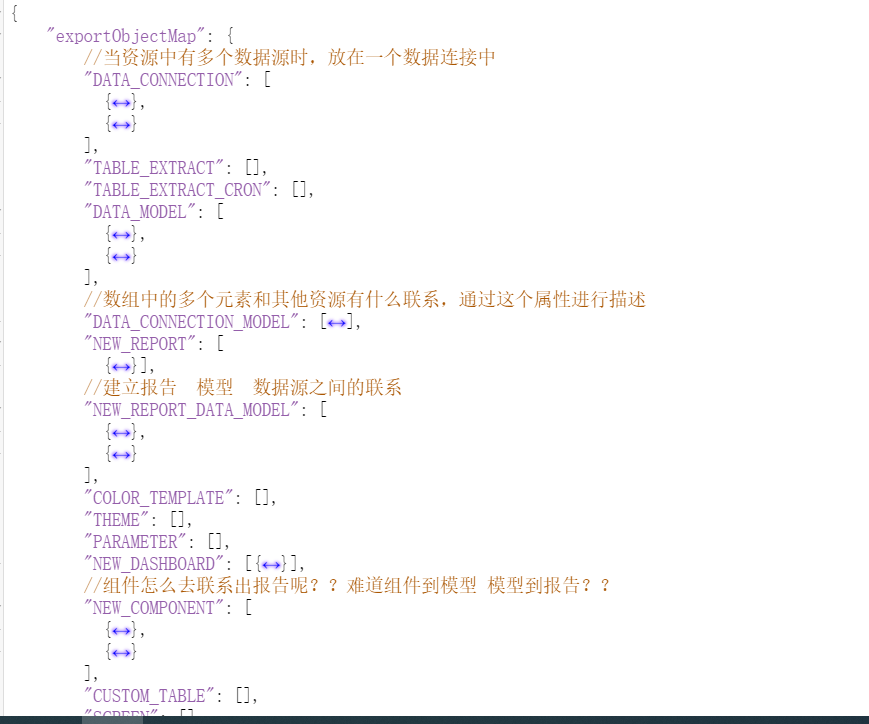 {
"exportObjectMap": {
//当资源中有多个数据源时，放在一个数据连接中
"DATA_CONNECTION": [
{↔},
{↔}
],
"TABLE_EXTRACT": [],
"TABLE_EXTRACT_CRON": [],
"DATA_MODEL": [
{↔},
{↔}
],
//数组中的多个元素和其他资源有什么联系，通过这个属性进行描述
"DATA_CONNECTION_MODEL": [↔],
"NEW_REPORT": [
{↔}],
//建立报告  模型  数据源之间的联系
"NEW_REPORT_DATA_MODEL": [
{↔},
{↔}
],
"COLOR_TEMPLATE": [],
"THEME": [],
"PARAMETER": [],
"NEW_DASHBOARD": [{↔}],
//组件怎么去联系出报告呢？？难道组件到模型 模型到报告？？
"NEW_COMPONENT": [
{↔},
{↔}
],
"CUSTOM_TABLE": [],
"SCREEN": []